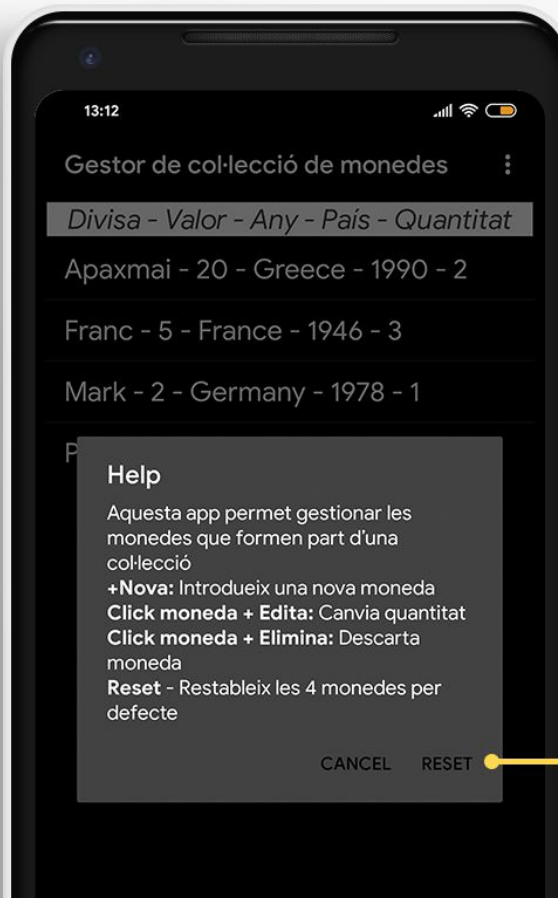 13:12
Gestor de col·lecció de monedes
Divisa - Valor - Any - País - Quantitat
Apaxmai - 20 - Greece - 1990 - 2
Franc - 5 - France - 1946 - 3
Mark - 2 - Germany - 1978 - 1
P
Help
Aquesta app permet gestionar les
monedes que formen part d'una
col·lecció
+Nova: Introdueix una nova moneda
Click moneda + Edita: Canvia quantitat
Click moneda + Elimina: Descarta
moneda
Reset - Restableix les 4 monedes per
defecte
CANCEL RESET